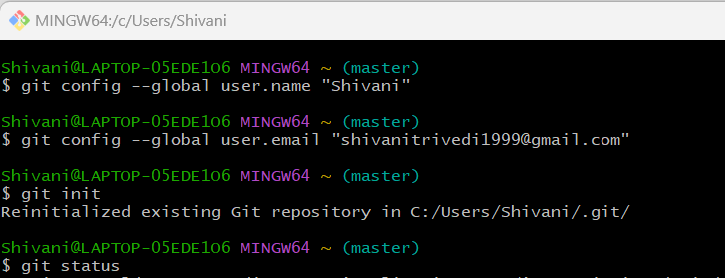 MINGW64:/c/Users/Shivani
Shivani@LAPTOP-05EDE1O6 MINGW64 ~ (master)
$ git config --global user.name "Shivani"
Shivani@LAPTOP-05EDE1O6 MINGW64 ~ (master)
$ git config --global user.email "shivanitrivedi1999@gmail.com"
Shivani@LAPTOP-05EDE1O6 MINGW64 ~ (master)
$ git init
Reinitialized existing Git repository in C:/Users/Shivani/.git/
Shivani@LAPTOP-05EDE1O6 MINGW64 ~ (master)
$ git status